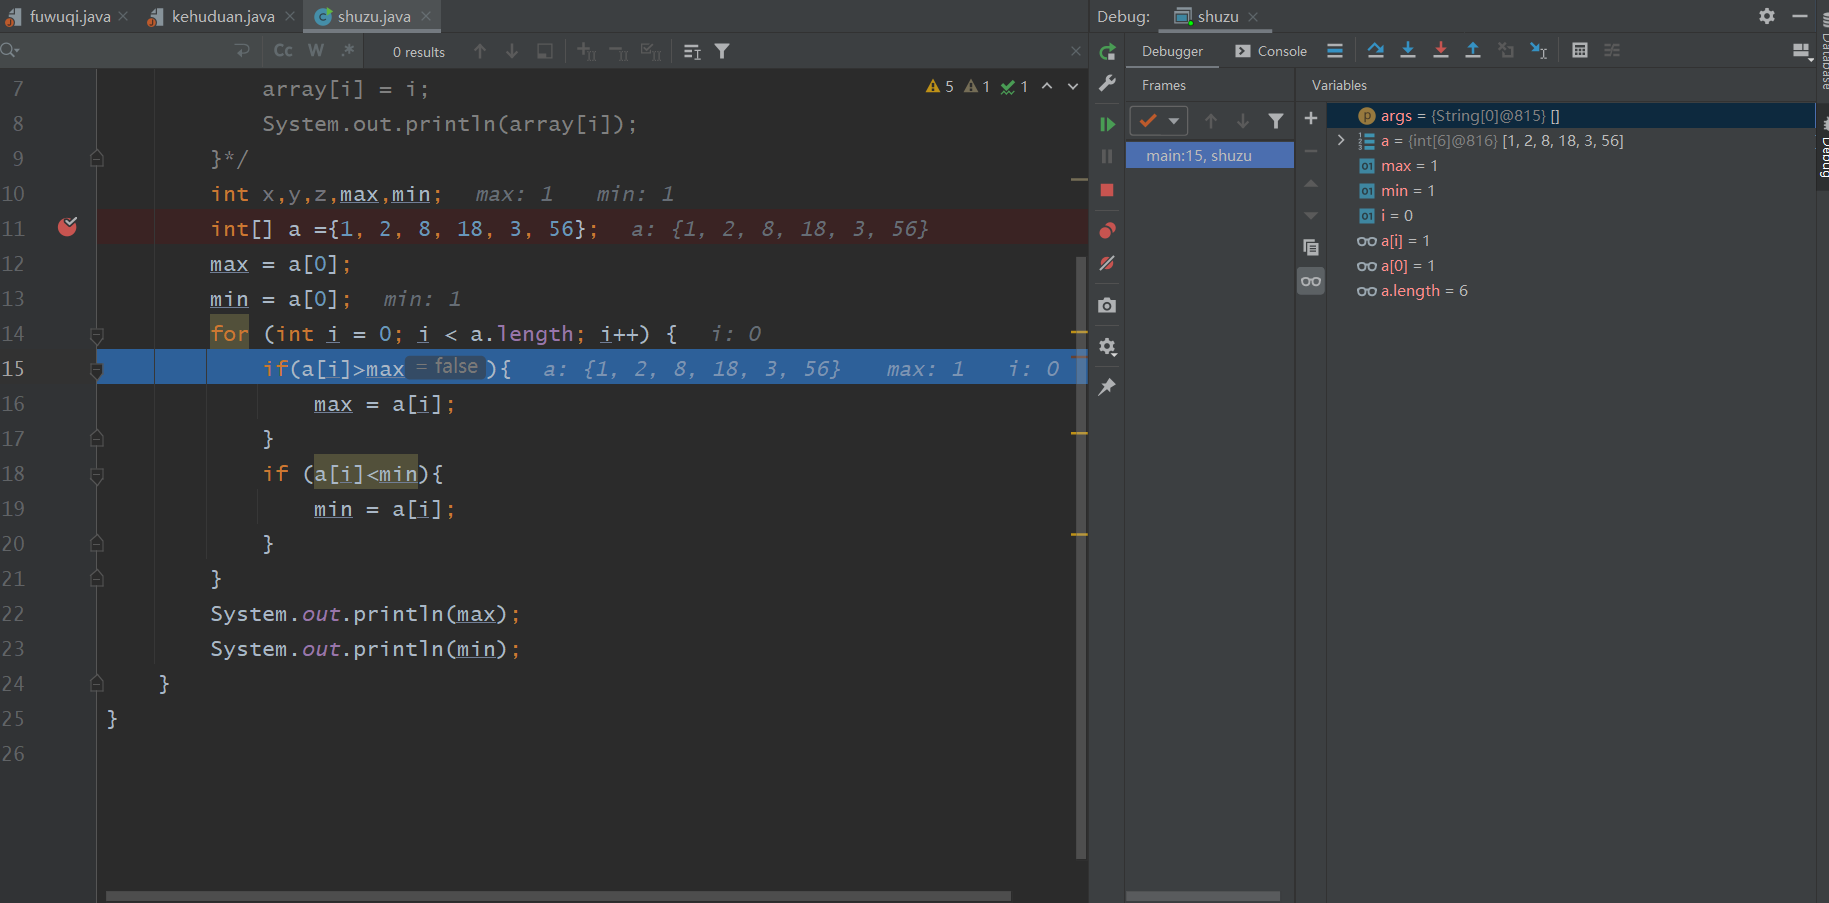 fuwuqi.java
kehuduan.java
shuzu.java
Cc W .* 0 results
5 1 1
7 array[i] = i;
8 System.out.println(array[i]);
9 }*/
10 int x,y,z,max,min; max: 1 min: 1
11 int[] a ={1, 2, 8, 18, 3, 56}; a: {1, 2, 8, 18, 3, 56}
12 max = a[0];
13 min = a[0]; min: 1
14 for (int i = 0; i < a.length; i++) { i: 0
15 if(a[i]>max = false ){ a: {1, 2, 8, 18, 3, 56} max: 1 i: 0
16 max = a[i];
17 }
18 if (a[i]<min){
19 min = a[i];
20 }
21 }
22 System.out.println(max);
23 System.out.println(min);
24 }
25 }
26
Debug: shuzu
Debugger Console
Frames
main:15, shuzu
Variables
p args = {String[0]@815} []
a = {int[6]@816} [1, 2, 8, 18, 3, 56]
01 max = 1
01 min = 1
01 i = 0
a[i] = 1
a[0] = 1
a.length = 6
Database
Debug